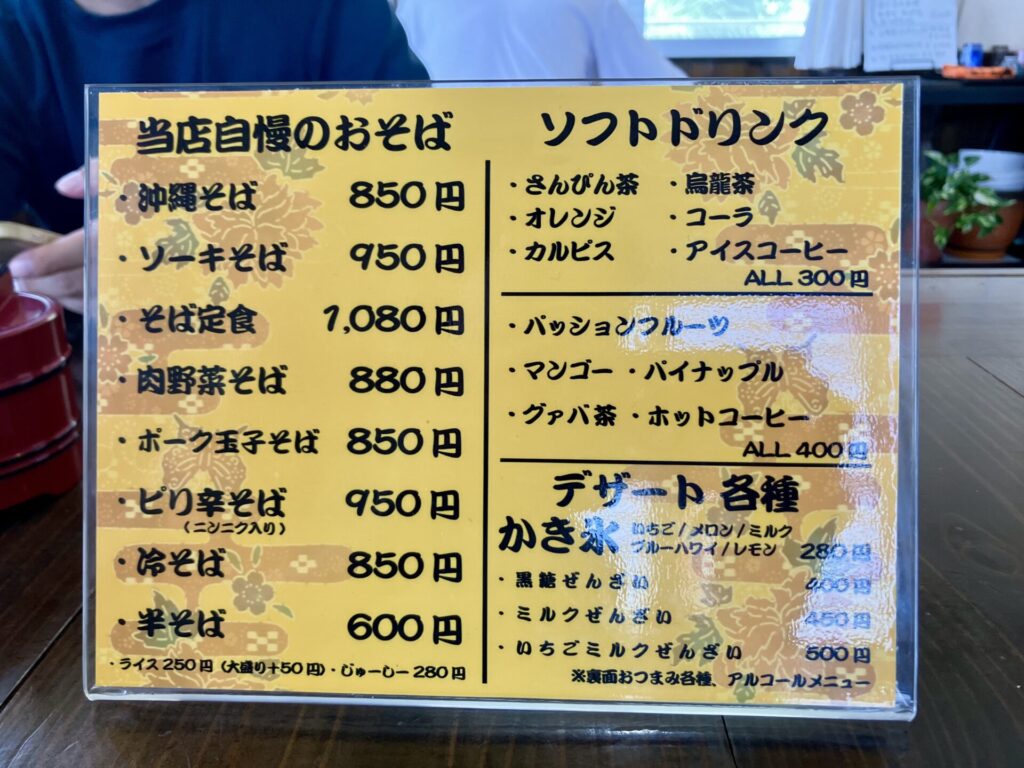 当店自慢のおそば
・沖縄そば 850円
・ソーキそば 950円
・そば定食 1,080円
・肉野菜そば 880円
・ポーク玉子そば 850円
・ピリ辛そば 950円
(ニンニク入り)
・冷そば 850円
・半そば 600円
・ライス250円(大盛り+50円)・じゅーしー280円
ソフトドリンク
・さんぴん茶 ・烏龍茶
・オレンジ ・コーラ
・カルピス ・アイスコーヒー
ALL 300円
・パッションフルーツ
・マンゴー ・パイナップル
・グァバ茶 ・ホットコーヒー
ALL 400円
デザート 各種
かき氷 いちご/メロン/ミルク
ブルーハワイ/レモン 280円
・黒糖ぜんざい 400円
・ミルクぜんざい 450円
・いちごミルクぜんざい 500円
※裏面おつまみ各種、アルコールメニュー